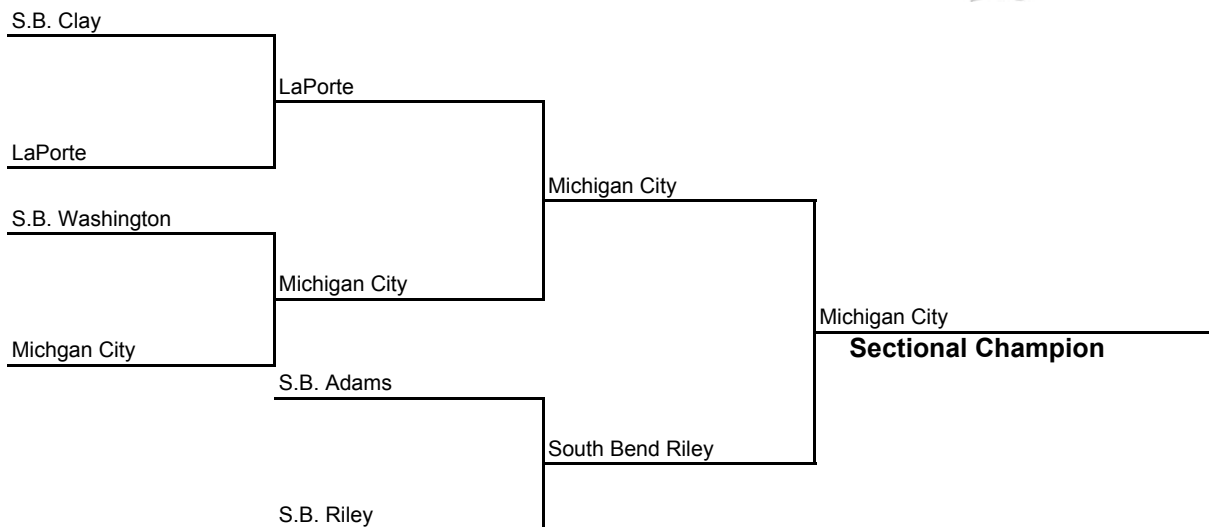 S.B. Clay
LaPorte
LaPorte
Michigan City
S.B. Washington
Michigan City
Michigan City
Michgan City
Sectional Champion
S.B. Adams
South Bend Riley
S.B. Riley